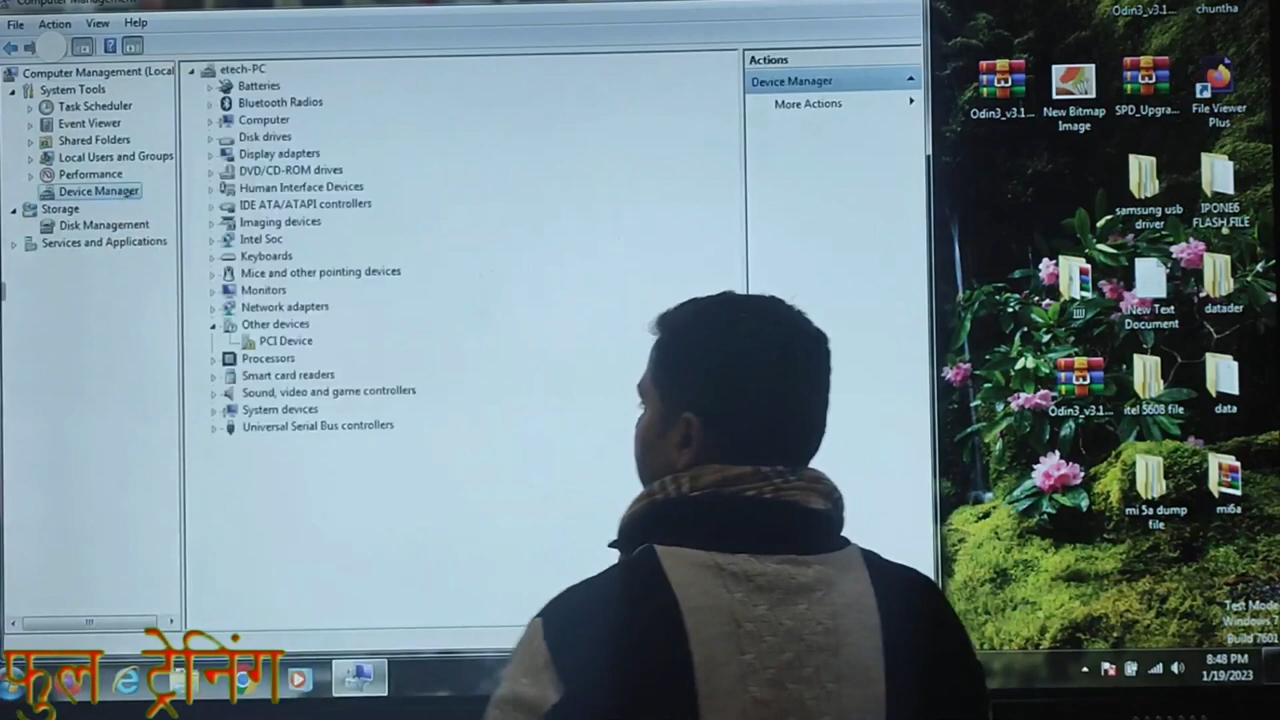 Computer Management
File Action View Help
Computer Management (Local
System Tools
Task Scheduler
Event Viewer
Shared Folders
Local Users and Groups
Performance
Device Manager
Storage
Disk Management
Services and Applications
etech-PC
Batteries
Bluetooth Radios
Computer
Disk drives
Display adapters
DVD/CD-ROM drives
Human Interface Devices
IDE ATA/ATAPI controllers
Imaging devices
Intel Soc
Keyboards
Mice and other pointing devices
Monitors
Network adapters
Other devices
PCI Device
Processors
Smart card readers
Sound, video and game controllers
System devices
Universal Serial Bus controllers
Actions
Device Manager
More Actions
Odin3_v3.1...
chuntha
Odin3_v3.1...
New Bitmap
Image
SPD_Upgra...
File Viewer
Plus
samsung usb
driver
IPONE6
FLASH.FILE
New Text
Document
datader
Odin3_v3.1...
itel 5608 file
data
mi 5a dump
file
mi6a
Test Mode
Windows 7
Build 7601
8:48 PM
1/19/2023
फुल ट्रेनिंग